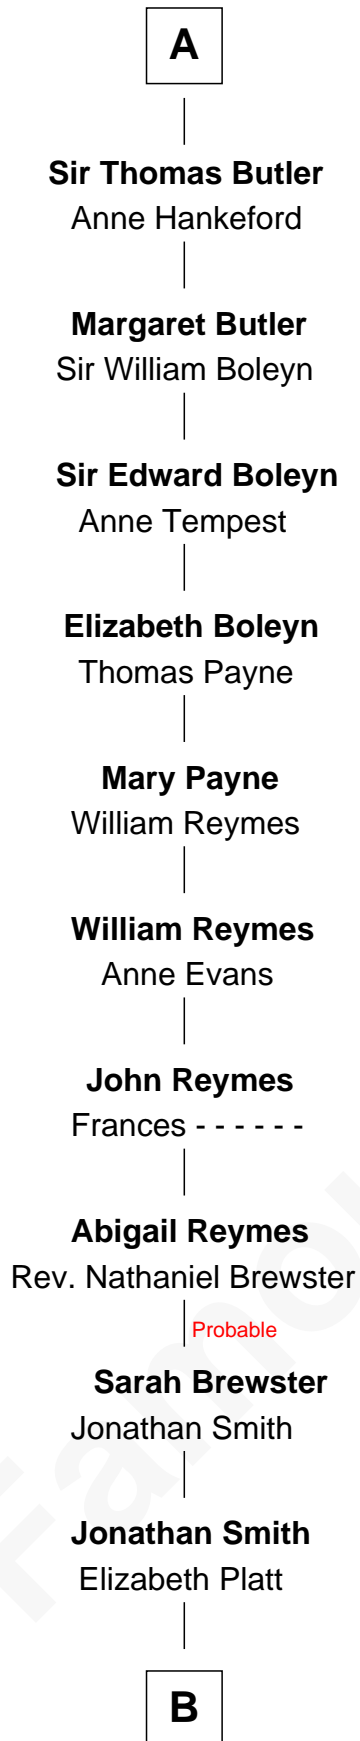 A
Sir Thomas Butler
Anne Hankeford
Margaret Butler
Sir William Boleyn
Sir Edward Boleyn
Anne Tempest
Elizabeth Boleyn
Thomas Payne
Mary Payne
William Reymes
William Reymes
Anne Evans
John Reymes
Frances - - - - - -
Abigail Reymes
Rev. Nathaniel Brewster
Probable
Sarah Brewster
Jonathan Smith
Jonathan Smith
Elizabeth Platt
B